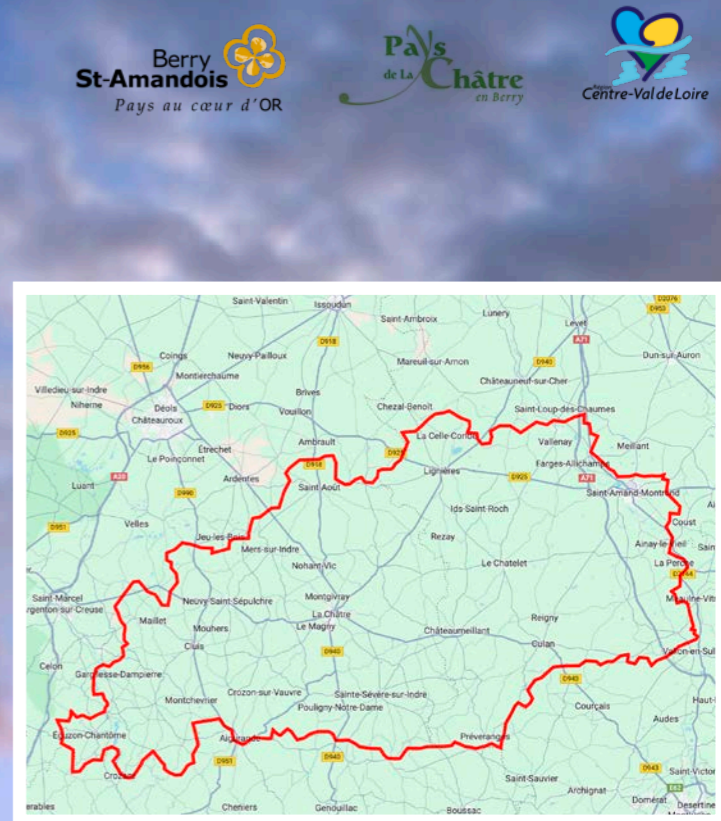 Berry
St-Amandois
Pays au cœur d'OR
Pays
de La Châtre
en Berry
Région
Centre-Val de Loire
D2076
Saint-Valentin
Issoudun
D953
Saint-Ambroix
Lunery
Levet
D918
A71
Coings
Neuvy-Pailloux
Dun-sur-Auron
D956
Mareuil-sur-Arnon
D940
Montierchaume
Châteauneuf-sur-Cher
Villedieu-sur-Indre
Brives
Niherne
Déols
D925
Diors
Vouillon
Chezal-Benoît
Saint-Loup-des-Chaumes
Châteauroux
D925
La Celle-Condé
Ambrault
Vallenay
Meillant
Étrechet
D925
Le Poinçonnet
D918
Lignières
Farges-Allichamps
Ardentes
A20
D925
A71
Luant
Saint-Août
D990
Saint-Amand-Montrond
Ids-Saint-Roch
Velles
Coust
D951
Jeu-les-Bois
Rezay
Ainay-le-Vieil
Mers-sur-Indre
Nohant-Vic
Le Chatelet
La Perche
Saint-Marcel
Neuvy-Saint-Sépulchre
Montgivray
Argenton-sur-Creuse
La Châtre
Maillet
Reigny
Mouhers
Le Magny
Châteaumeillant
Cluis
Culan
D940
Celon
Gargilesse-Dampierre
D943
Crozon-sur-Vauvre
Sainte-Sévère-sur-Indre
Montchevrier
Courçais
Pouligny-Notre-Dame
Audes
Éguzon-Chantôme
Aigurande
Préveranges
D951
D940
D943
Saint-Victor
Crozant
Saint-Sauvier
Archignat
E62
Domérat
Cheniers
Genouillac
Boussac